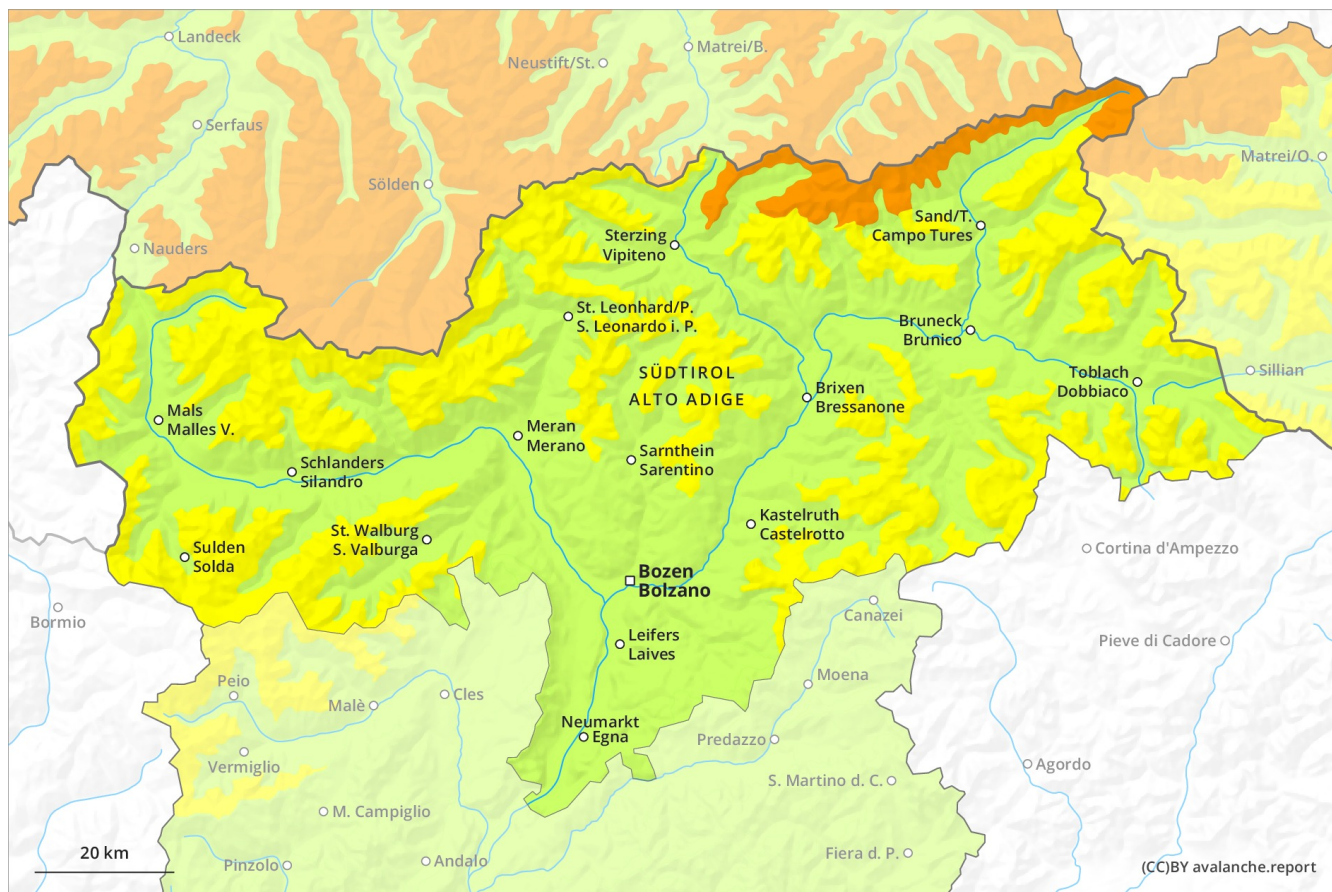 Landeck
Matrei/B.
Neustift/St.
Serfaus
Matrei/O.
Sölden
Sand/T.
Campo Tures
Sterzing
Vipiteno
Nauders
St. Leonhard/P.
S. Leonardo i. P.
Bruneck
Brunico
SÜDTIROL
ALTO ADIGE
Toblach
Dobbiaco
Sillian
Brixen
Bressanone
Mals
Malles V.
Meran
Merano
Sarnthein
Sarentino
Schlanders
Silandro
Kastelruth
Castelrotto
St. Walburg
S. Valburga
Sulden
Solda
Cortina d'Ampezzo
Bozen
Bolzano
Bormio
Canazei
Leifers
Laives
Pieve di Cadore
Peio
Moena
Cles
Malè
Neumarkt
Egna
Predazzo
Vermiglio
Agordo
S. Martino d. C.
M. Campiglio
20 km
Pinzolo
Andalo
Fiera d. P.
(CC)BY avalanche.report